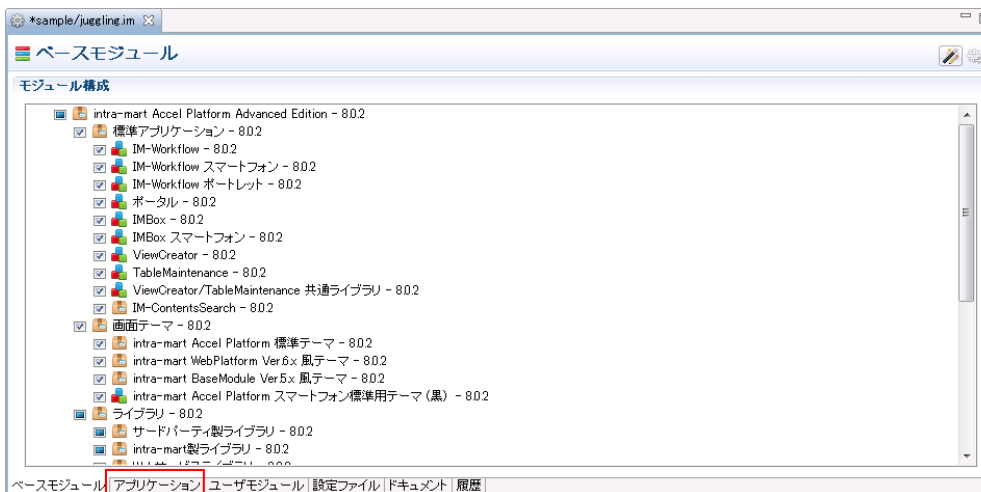 *sample/juggling.im
ベースモジュール
モジュール構成
intra-mart Accel Platform Advanced Edition - 8.0.2
標準アプリケーション - 8.0.2
IM-Workflow - 8.0.2
IM-Workflow スマートフォン - 8.0.2
IM-Workflow ポートレット - 8.0.2
ポータル - 8.0.2
IMBox - 8.0.2
IMBox スマートフォン - 8.0.2
ViewCreator - 8.0.2
TableMaintenance - 8.0.2
ViewCreator/TableMaintenance 共通ライブラリ - 8.0.2
IM-ContentsSearch - 8.0.2
画面テーマ - 8.0.2
intra-mart Accel Platform 標準テーマ - 8.0.2
intra-mart WebPlatform Ver.6.x 風テーマ - 8.0.2
intra-mart BaseModule Ver.5.x 風テーマ - 8.0.2
intra-mart Accel Platform スマートフォン標準用テーマ (黒) - 8.0.2
ライブラリ - 8.0.2
サードパーティ製ライブラリ - 8.0.2
intra-mart製ライブラリ - 8.0.2
ベースモジュール アプリケーション ユーザモジュール 設定ファイル ドキュメント 履歴